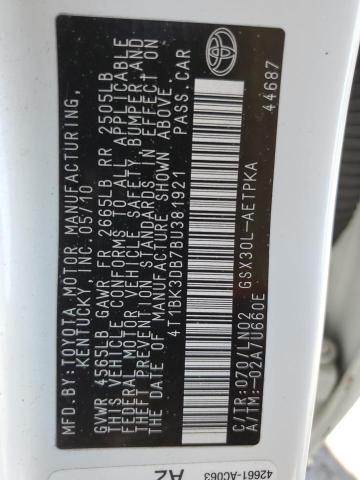 MFD.BY:TOYOTA MOTOR MANUFACTURING,
KENTUCKY, INC.05/10
GVWR 4565LB GAWR FR 2665LB RR 2505LB
THIS VEHICLE CONFORMS TO ALL APPLICABLE
FEDERAL MOTOR VEHICLE SAFETY, BUMPER,AND
THEFT PREVENTION STANDARDS IN EFFECT ON
THE DATE OF MANUFACTURE SHOWN ABOVE.
4T1BK3DB7BU381921 PASS.CAR
C/TR:070/LN02 GSX30L-AETPKA
A/TM:-02A/U660E 44687
42661-AC063
A2